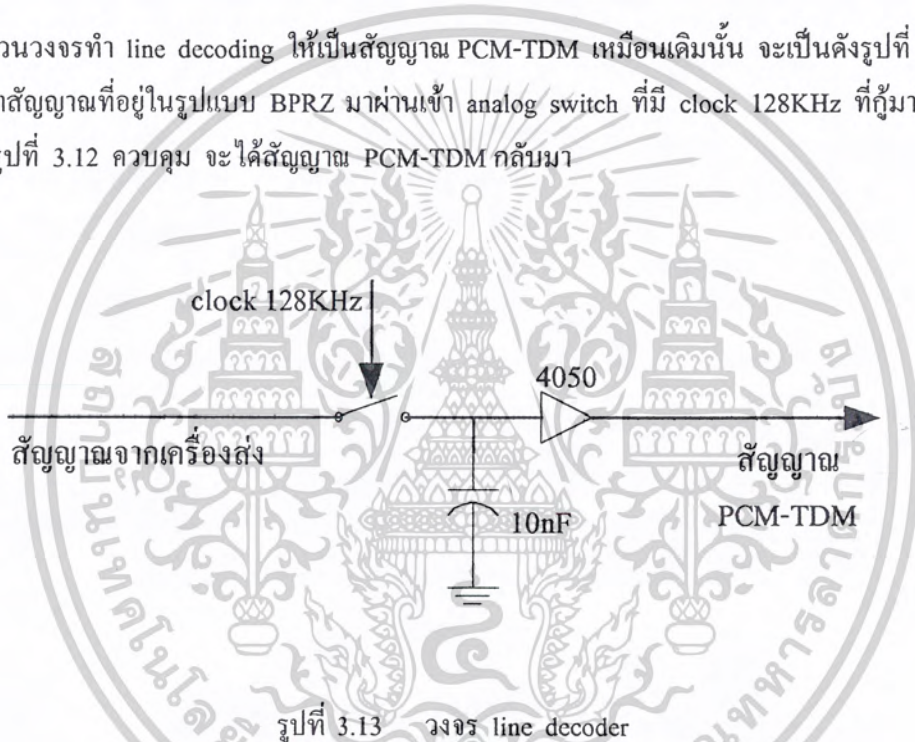 วนวงจรทำ line decoding ให้เป็นสัญญาณ PCM-TDM เหมือนเดิมนั้น จะเป็นดังรูปที่
าสัญญาณที่อยู่ในรูปแบบ BPRZ มาผ่านเข้า analog switch ที่มี clock 128KHz ที่กู้มา
รูปที่ 3.12 ควบคุม จะได้สัญญาณ PCM-TDM กลับมา
clock 128KHz
4050
สัญญาณจากเครื่องส่ง
สัญญาณ
PCM-TDM
10nF
รูปที่ 3.13 วงจร line decoder